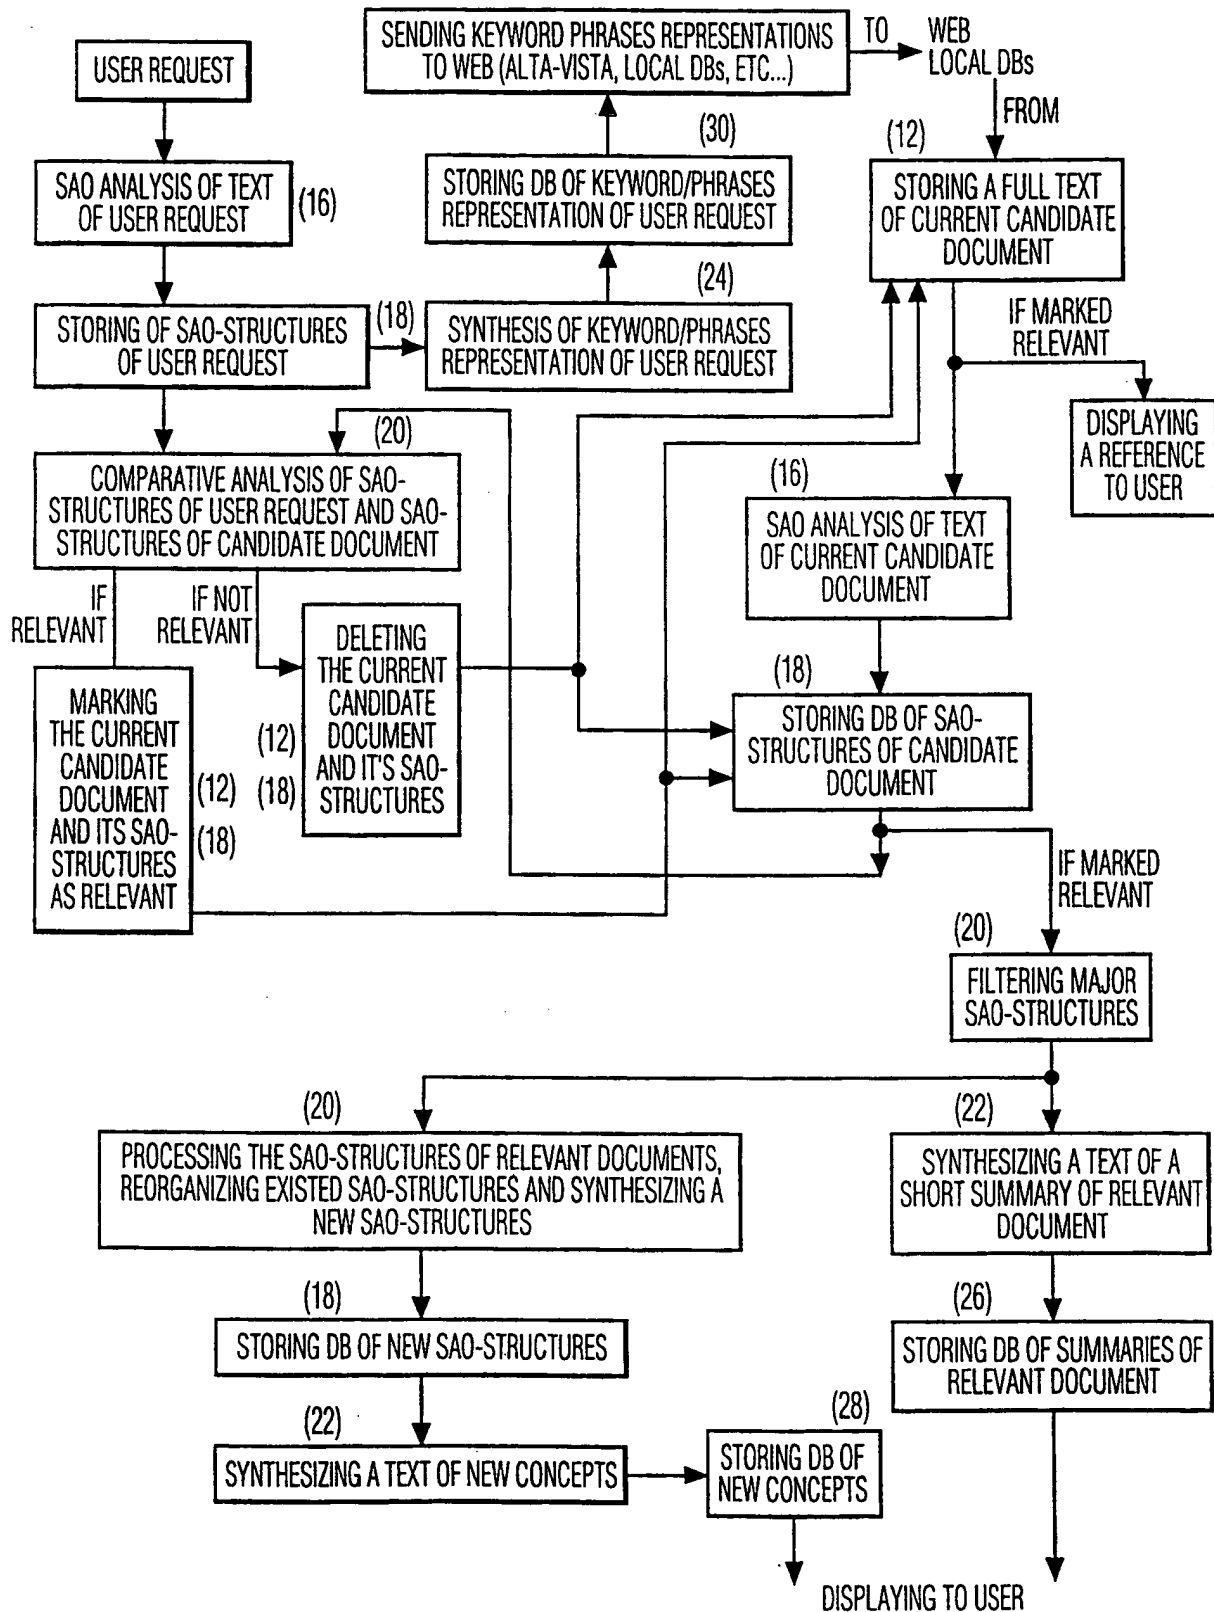 USER REQUEST
SAO ANALYSIS OF TEXT
OF USER REQUEST
(16)
STORING OF SAO-STRUCTURES
OF USER REQUEST
(18)
SENDING KEYWORD PHRASES REPRESENTATIONS
TO WEB (ALTA-VISTA, LOCAL DBs, ETC...)
TO
WEB
LOCAL DBs
FROM
(30)
STORING DB OF KEYWORD/PHRASES
REPRESENTATION OF USER REQUEST
(24)
SYNTHESIS OF KEYWORD/PHRASES
REPRESENTATION OF USER REQUEST
(12)
STORING A FULL TEXT
OF CURRENT CANDIDATE
DOCUMENT
IF MARKED
RELEVANT
DISPLAYING
A REFERENCE
TO USER
(20)
COMPARATIVE ANALYSIS OF SAO-
STRUCTURES OF USER REQUEST AND SAO-
STRUCTURES OF CANDIDATE DOCUMENT
(16)
SAO ANALYSIS OF TEXT
OF CURRENT CANDIDATE
DOCUMENT
IF
RELEVANT
IF NOT
RELEVANT
MARKING
THE CURRENT
CANDIDATE
DOCUMENT
AND ITS SAO-
STRUCTURES
AS RELEVANT
(12)
(18)
DELETING
THE CURRENT
CANDIDATE
DOCUMENT
AND IT'S SAO-
STRUCTURES
(12)
(18)
(18)
STORING DB OF SAO-
STRUCTURES OF CANDIDATE
DOCUMENT
IF MARKED
RELEVANT
(20)
FILTERING MAJOR
SAO-STRUCTURES
(20)
PROCESSING THE SAO-STRUCTURES OF RELEVANT DOCUMENTS,
REORGANIZING EXISTED SAO-STRUCTURES AND SYNTHESIZING A
NEW SAO-STRUCTURES
(22)
SYNTHESIZING A TEXT OF A
SHORT SUMMARY OF RELEVANT
DOCUMENT
(18)
STORING DB OF NEW SAO-STRUCTURES
(26)
STORING DB OF SUMMARIES OF
RELEVANT DOCUMENT
(22)
SYNTHESIZING A TEXT OF NEW CONCEPTS
(28)
STORING DB OF
NEW CONCEPTS
DISPLAYING TO USER